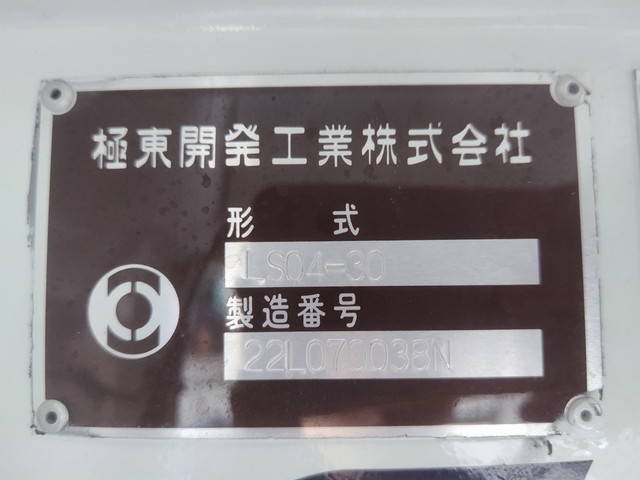 極東開発工業株式会社
形 式
LS04-30
製造番号
22L070038N